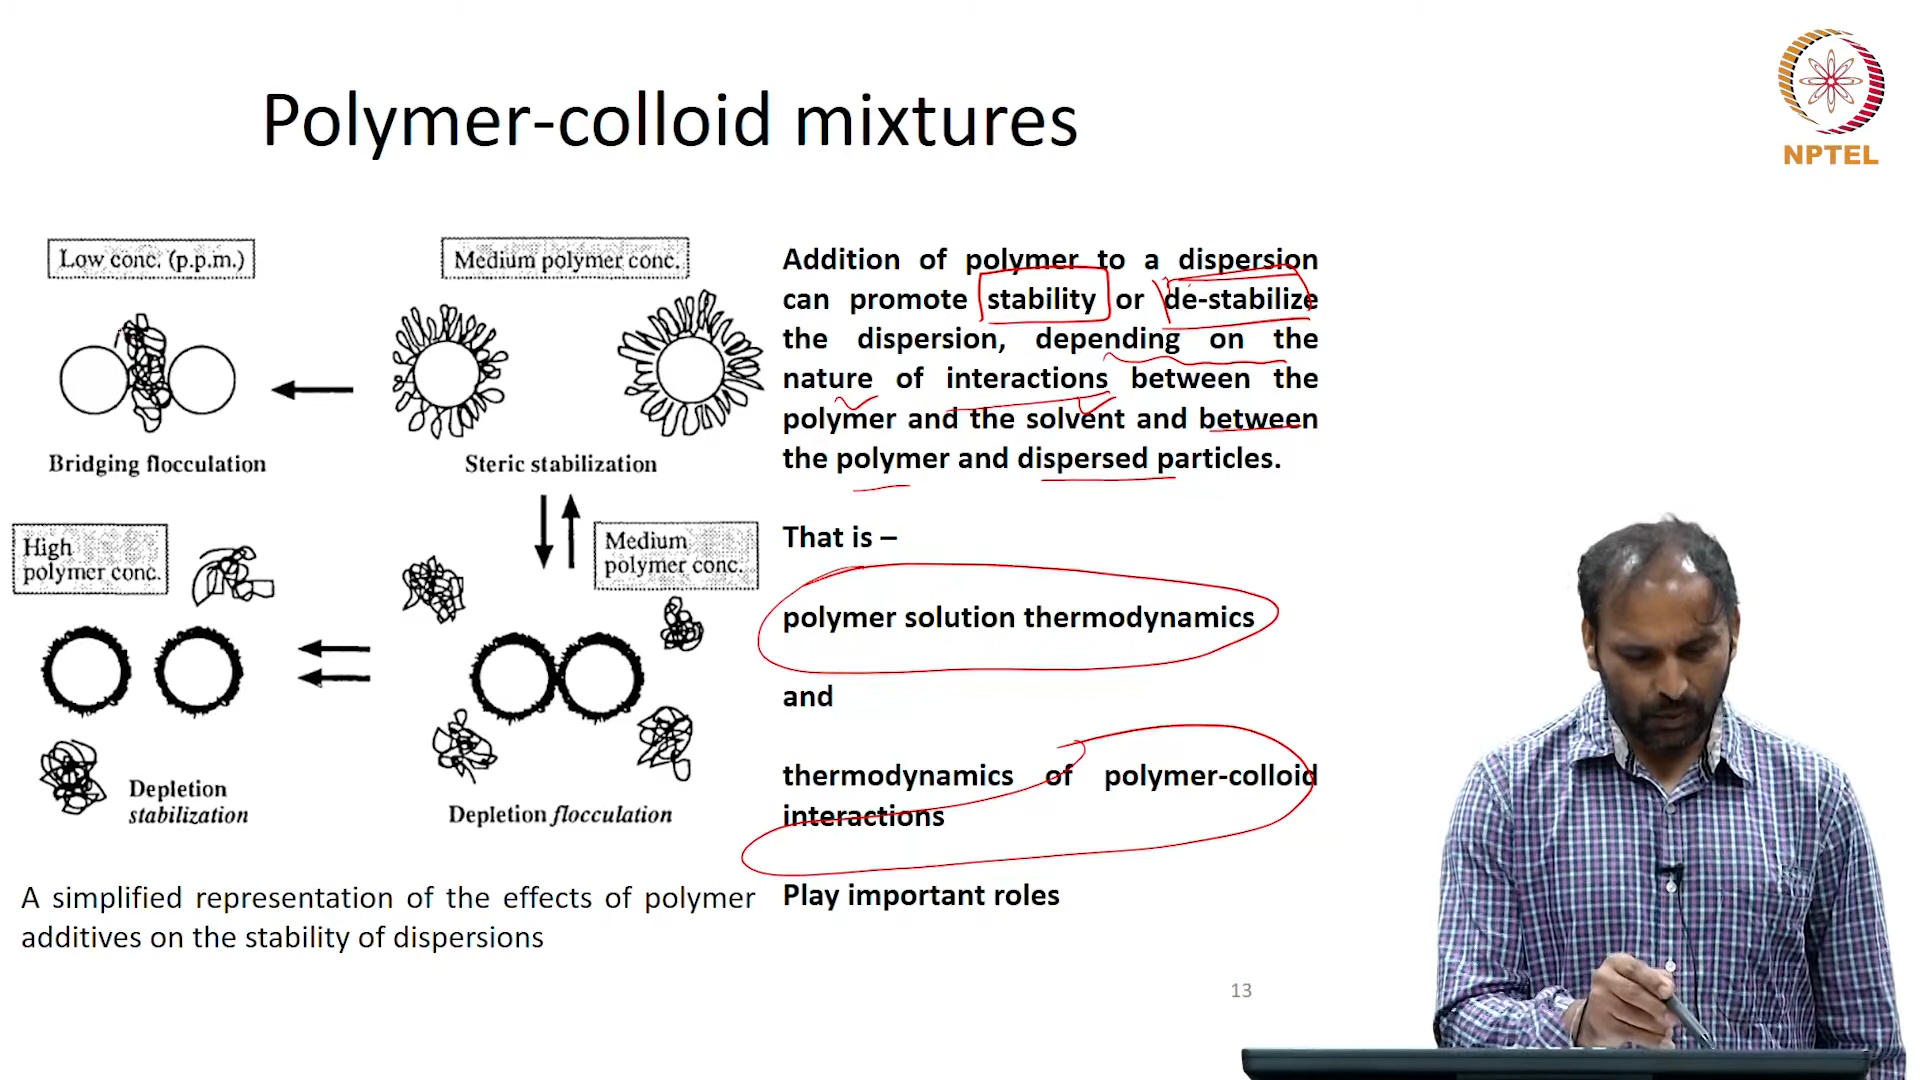 Polymer-colloid mixtures
NPTEL
Low conc. (p.p.m.)
Medium polymer conc.
Bridging flocculation
Steric stabilization
High
polymer conc.
Medium
polymer conc.
Depletion
stabilization
Depletion flocculation
A simplified representation of the effects of polymer
additives on the stability of dispersions
Addition of polymer to a dispersion
can promote stability or de-stabilize
the dispersion, depending on the
nature of interactions between the
polymer and the solvent and between
the polymer and dispersed particles.
That is –
polymer solution thermodynamics
and
thermodynamics of polymer-colloid
interactions
Play important roles
13